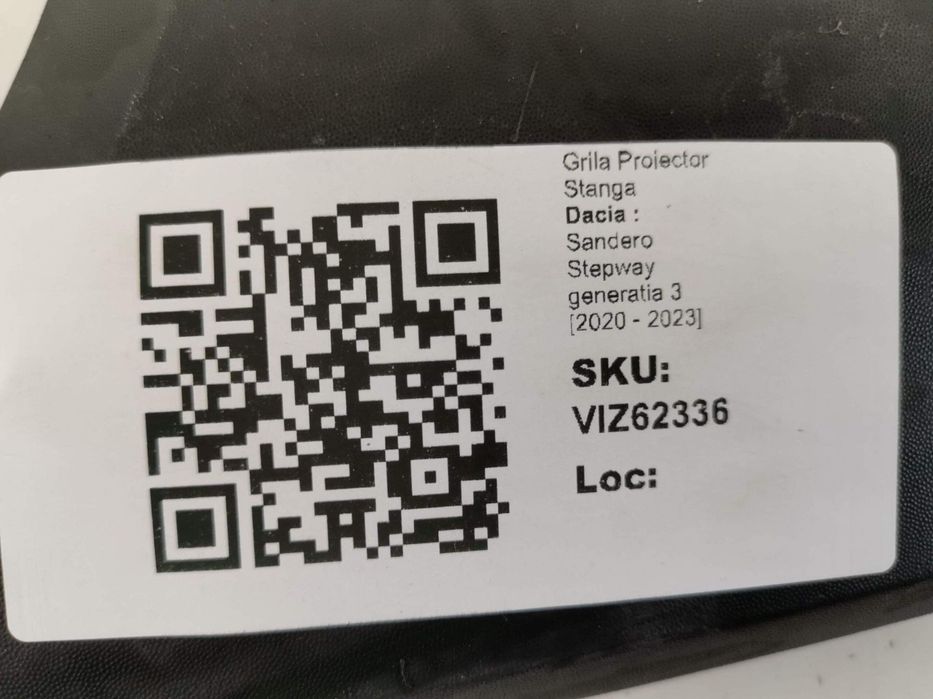 Grila Proiector
Stanga
Dacia :
Sandero
Stepway
generatia 3
[2020 - 2023]
SKU:
VIZ62336
Loc: